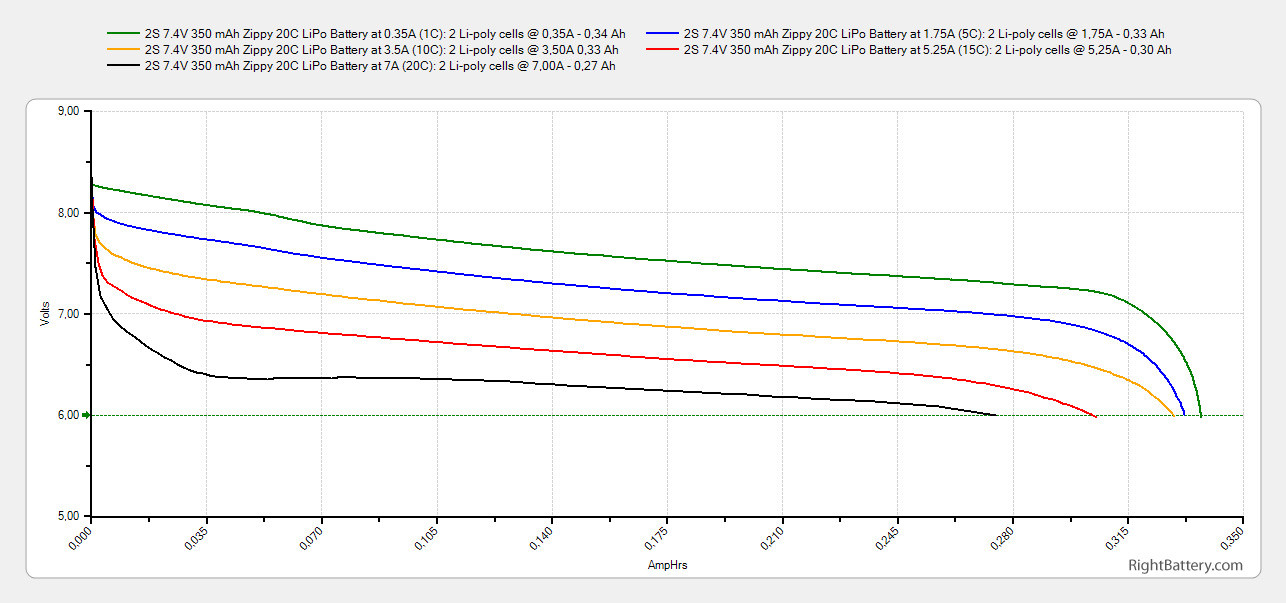 2S 7.4V 350 mAh Zippy 20C LiPo Battery at 0.35A (1C): 2 Li-poly cells @ 0,35A - 0,34 Ah
2S 7.4V 350 mAh Zippy 20C LiPo Battery at 1.75A (5C): 2 Li-poly cells @ 1,75A - 0,33 Ah
2S 7.4V 350 mAh Zippy 20C LiPo Battery at 3.5A (10C): 2 Li-poly cells @ 3,50A 0,33 Ah
2S 7.4V 350 mAh Zippy 20C LiPo Battery at 5.25A (15C): 2 Li-poly cells @ 5,25A - 0,30 Ah
2S 7.4V 350 mAh Zippy 20C LiPo Battery at 7A (20C): 2 Li-poly cells @ 7,00A - 0,27 Ah
9,00
8,00
7,00
6,00
5,00
Volts
0,000
0,035
0,070
0,105
0,140
0,175
0,210
0,245
0,280
0,315
0,350
AmpHrs
RightBattery.com